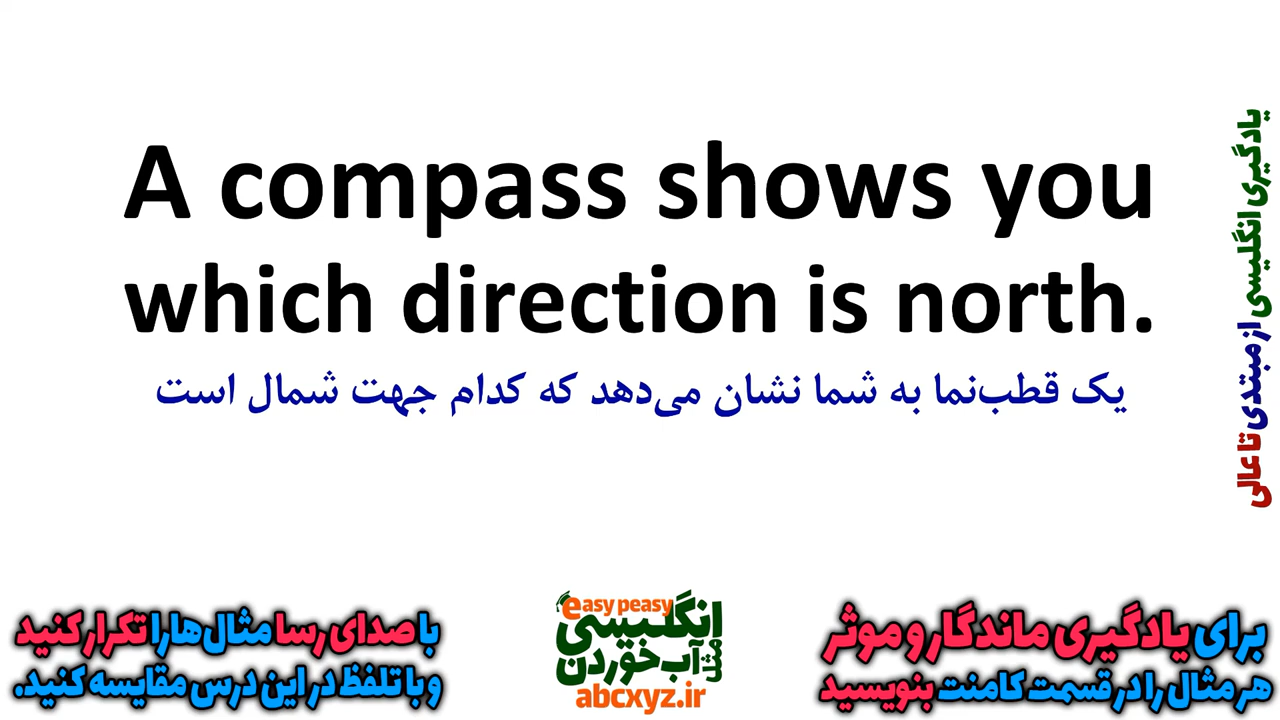 A compass shows you
which direction is north.
یک قطب‌نما به شما نشان می‌دهد که کدام جهت شمال است
یادگیری انگلیسی از مبتدی تا عالی
برای یادگیری ماندگار و موثر
هر مثال را در قسمت کامنت بنویسید
easy peasy
انگلیسی
مثل آب خوردن
abcxyz.ir
با صدای رسا مثال‌ها را تکرار کنید
و با تلفظ در این درس مقایسه کنید.